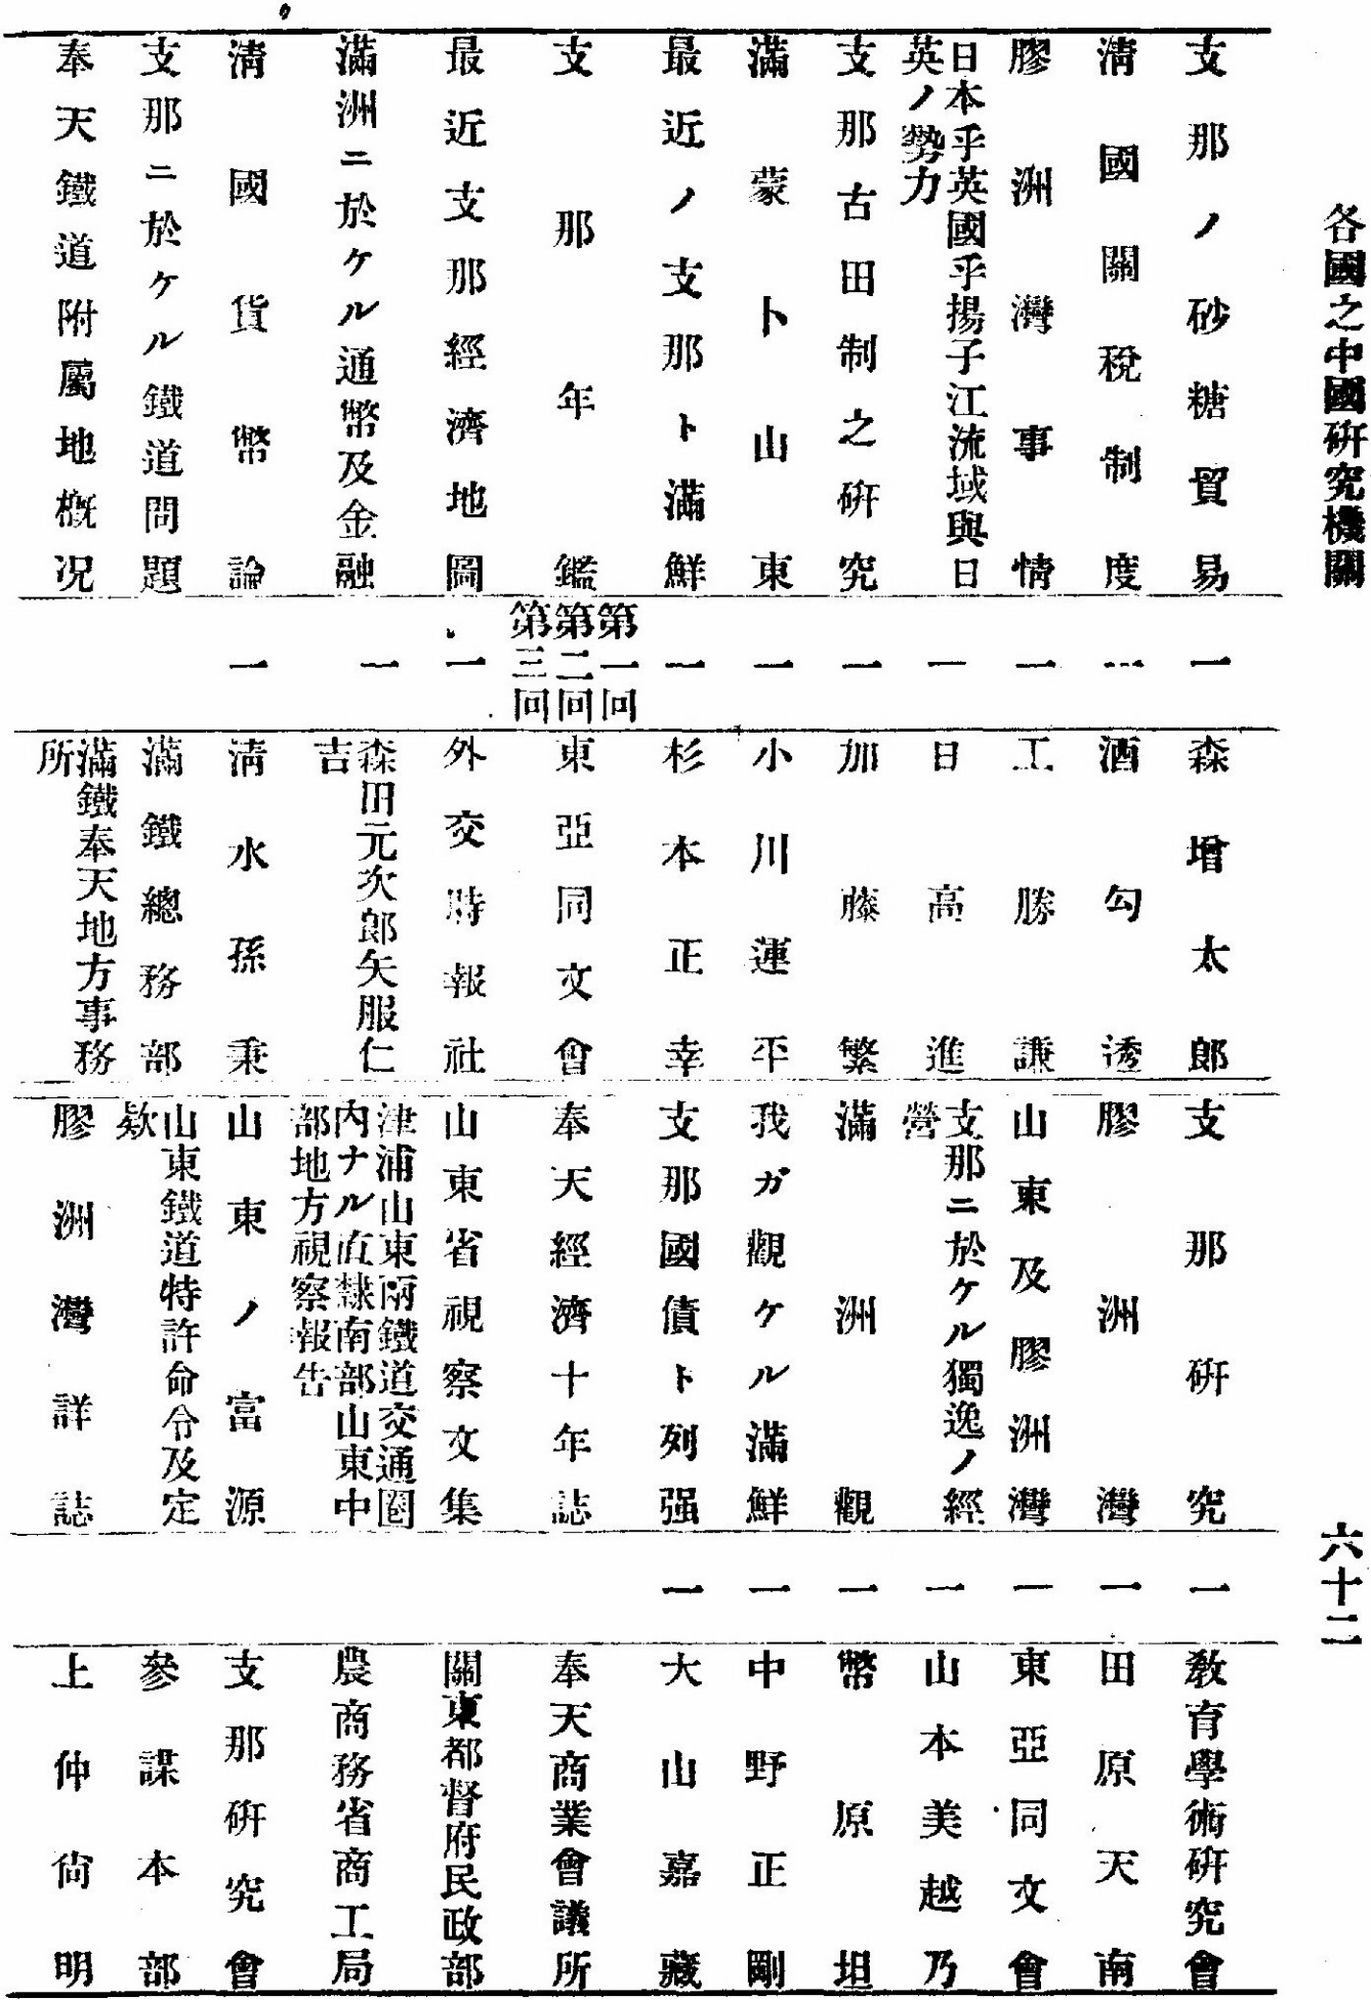 各國之中國硏究機關
六十二
支那ノ砂糖貿易 一 森增太郎
淸國關稅制度 一 酒勾透
膠洲灣事情 一 工勝謙
日本乎英國乎揚子江流域與日
英ノ勢力 一 日高進
支那古田制之硏究 一 加藤繁
滿蒙卜山東 一 小川運平
最近ノ支那ト滿鮮 一 杉本正幸
支那年鑑 第一回
第二回
第三回 東亞同文會
最近支那經濟地圖 一 外交時報社
滿洲ニ於ケル通幣及金融 一 森田元次郎矢服仁
吉
淸國貨幣論 一 淸水孫秉
支那ニ於ケル鐵道問題 滿鐵總務部
奉天鐵道附屬地槪况 滿鐵奉天地方事務
所
支那硏究 一 敎育學術硏究會
膠洲灣 一 田原天南
山東及膠洲灣 一 東亞同文會
支那ニ於ケル獨逸ノ經
營 一 山本美越乃
滿洲觀 一 幣原坦
我ガ觀ケル滿鮮 一 中野正剛
支那國債ト列强 一 大山嘉藏
奉天經濟十年誌 奉天商業會議所
山東省視察文集 關東都督府民政部
津浦山東兩鐵道交通圈
內ナル直隸南部山東中
部地方視察報告 農商務省商工局
山東ノ富源 支那硏究會
山東鐵道特許命令及定
欵 參謀本部
膠洲灣詳誌 上仲尙明